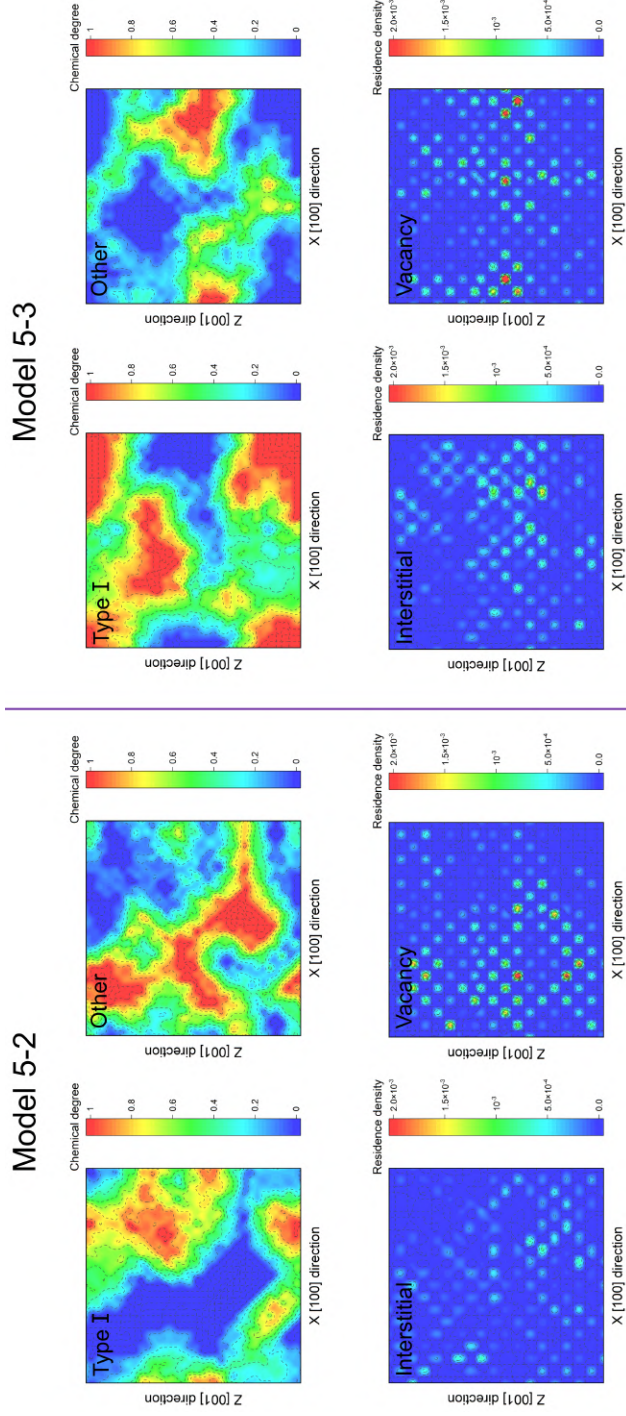 Model 5-2
Type I
Z [001] direction
X [100] direction
Chemical degree
1
0.8
0.6
0.4
0.2
0
Other
Z [001] direction
X [100] direction
Chemical degree
1
0.8
0.6
0.4
0.2
0
Interstitial
Z [001] direction
X [100] direction
Residence density
2.0×10⁻³
1.5×10⁻³
10⁻³
5.0×10⁻⁴
0.0
Vacancy
Z [001] direction
X [100] direction
Residence density
2.0×10⁻³
1.5×10⁻³
10⁻³
5.0×10⁻⁴
0.0
Model 5-3
Type I
Z [001] direction
X [100] direction
Chemical degree
1
0.8
0.6
0.4
0.2
0
Other
Z [001] direction
X [100] direction
Chemical degree
1
0.8
0.6
0.4
0.2
0
Interstitial
Z [001] direction
X [100] direction
Residence density
2.0×10⁻³
1.5×10⁻³
10⁻³
5.0×10⁻⁴
0.0
Vacancy
Z [001] direction
X [100] direction
Residence density
2.0×10⁻³
1.5×10⁻³
10⁻³
5.0×10⁻⁴
0.0